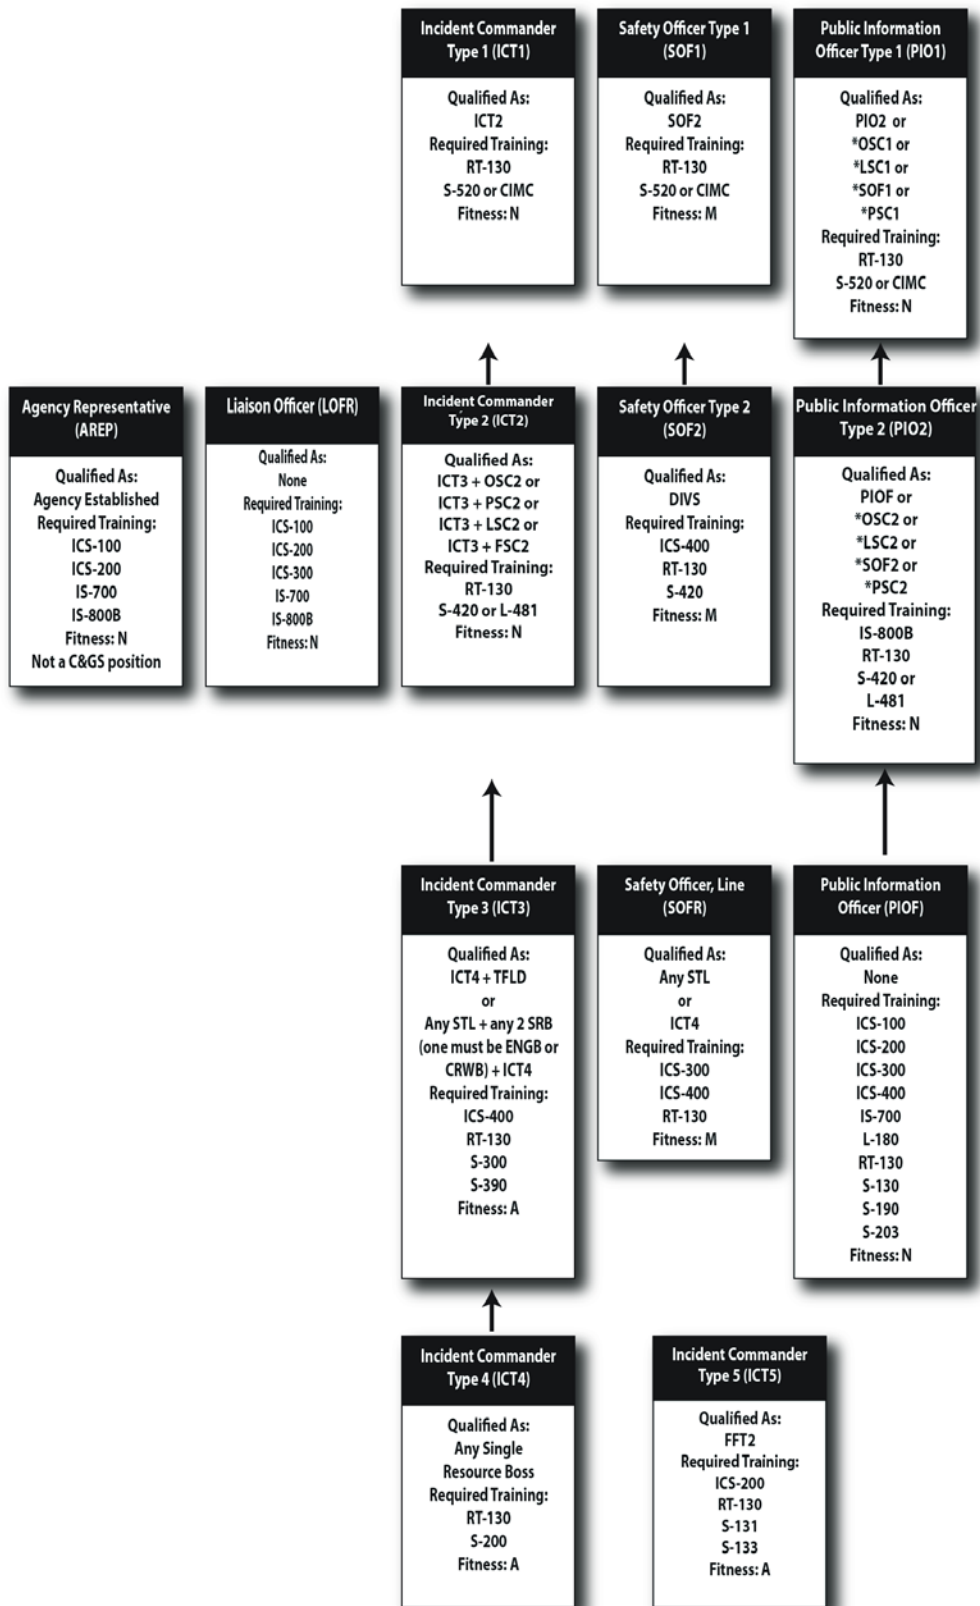 Incident Commander
Type 1 (ICT1)
Qualified As:
ICT2
Required Training:
RT-130
S-520 or CIMC
Fitness: N
Safety Officer Type 1
(SOF1)
Qualified As:
SOF2
Required Training:
RT-130
S-520 or CIMC
Fitness: M
Public Information
Officer Type 1 (PIO1)
Qualified As:
PIO2 or
*OSC1 or
*LSC1 or
*SOF1 or
*PSC1
Required Training:
RT-130
S-520 or CIMC
Fitness: N
Agency Representative
(AREP)
Qualified As:
Agency Established
Required Training:
ICS-100
ICS-200
IS-700
IS-800B
Fitness: N
Not a C&GS position
Liaison Officer (LOFR)
Qualified As:
None
Required Training:
ICS-100
ICS-200
ICS-300
IS-700
IS-800B
Fitness: N
Incident Commander
Type 2 (ICT2)
Qualified As:
ICT3 + OSC2 or
ICT3 + PSC2 or
ICT3 + LSC2 or
ICT3 + FSC2
Required Training:
RT-130
S-420 or L-481
Fitness: N
Safety Officer Type 2
(SOF2)
Qualified As:
DIVS
Required Training:
ICS-400
RT-130
S-420
Fitness: M
Public Information Officer
Type 2 (PIO2)
Qualified As:
PIOF or
*OSC2 or
*LSC2 or
*SOF2 or
*PSC2
Required Training:
IS-800B
RT-130
S-420 or
L-481
Fitness: N
Incident Commander
Type 3 (ICT3)
Qualified As:
ICT4 + TFLD
or
Any STL + any 2 SRB
(one must be ENGB or
CRWB) + ICT4
Required Training:
ICS-400
RT-130
S-300
S-390
Fitness: A
Safety Officer, Line
(SOFR)
Qualified As:
Any STL
or
ICT4
Required Training:
ICS-300
ICS-400
RT-130
Fitness: M
Public Information
Officer (PIOF)
Qualified As:
None
Required Training:
ICS-100
ICS-200
ICS-300
ICS-400
IS-700
L-180
RT-130
S-130
S-190
S-203
Fitness: N
Incident Commander
Type 4 (ICT4)
Qualified As:
Any Single
Resource Boss
Required Training:
RT-130
S-200
Fitness: A
Incident Commander
Type 5 (ICT5)
Qualified As:
FFT2
Required Training:
ICS-200
RT-130
S-131
S-133
Fitness: A